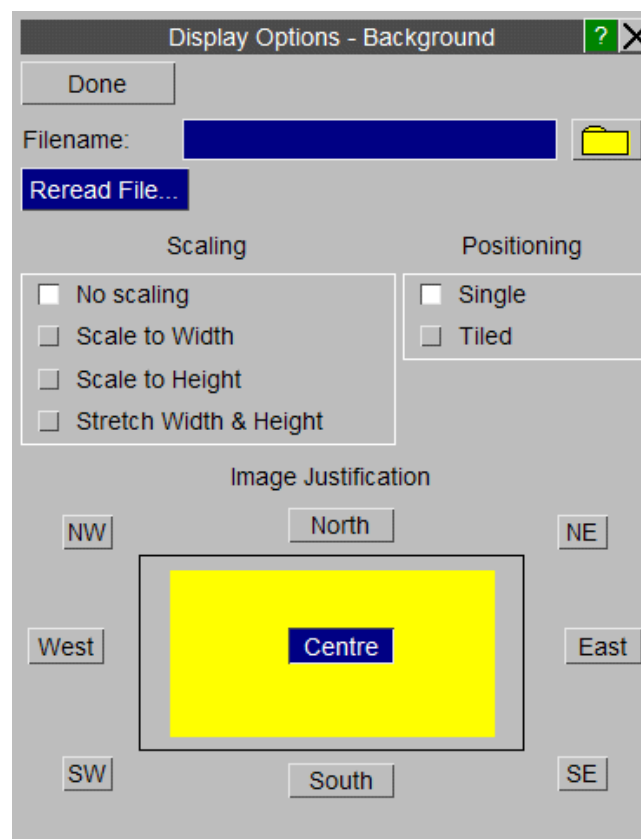 Display Options - Background ? X
Done
Filename:
Reread File...
Scaling Positioning
No scaling Single
Scale to Width Tiled
Scale to Height
Stretch Width & Height
Image Justification
NW North NE
West Centre East
SW South SE